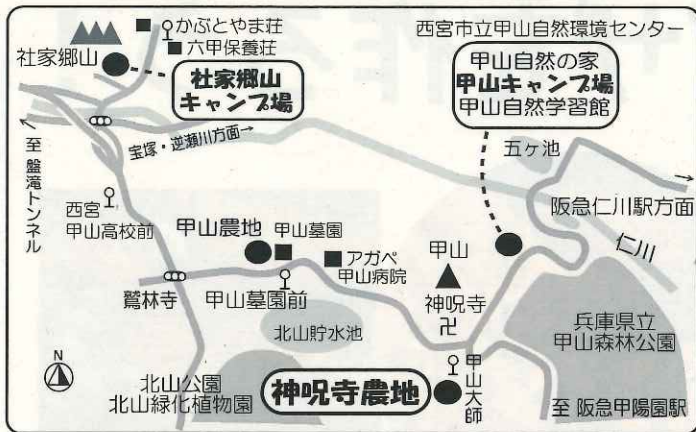 かぶとやま荘
六甲保養荘
社家郷山
社家郷山
キャンプ場
西宮市立甲山自然環境センター
甲山自然の家
甲山キャンプ場
甲山自然学習館
五ヶ池
←至 盤滝トンネル
宝塚・逆瀬川方面→
→
阪急仁川駅方面
仁川
西宮
甲山高校前
甲山農地
甲山墓園
アガペ
甲山病院
甲山
神呪寺
卍
鷲林寺
甲山墓園前
北山貯水池
兵庫県立
甲山森林公園
N
北山公園
北山緑化植物園
神呪寺農地
甲山大師
至 阪急甲陽園駅